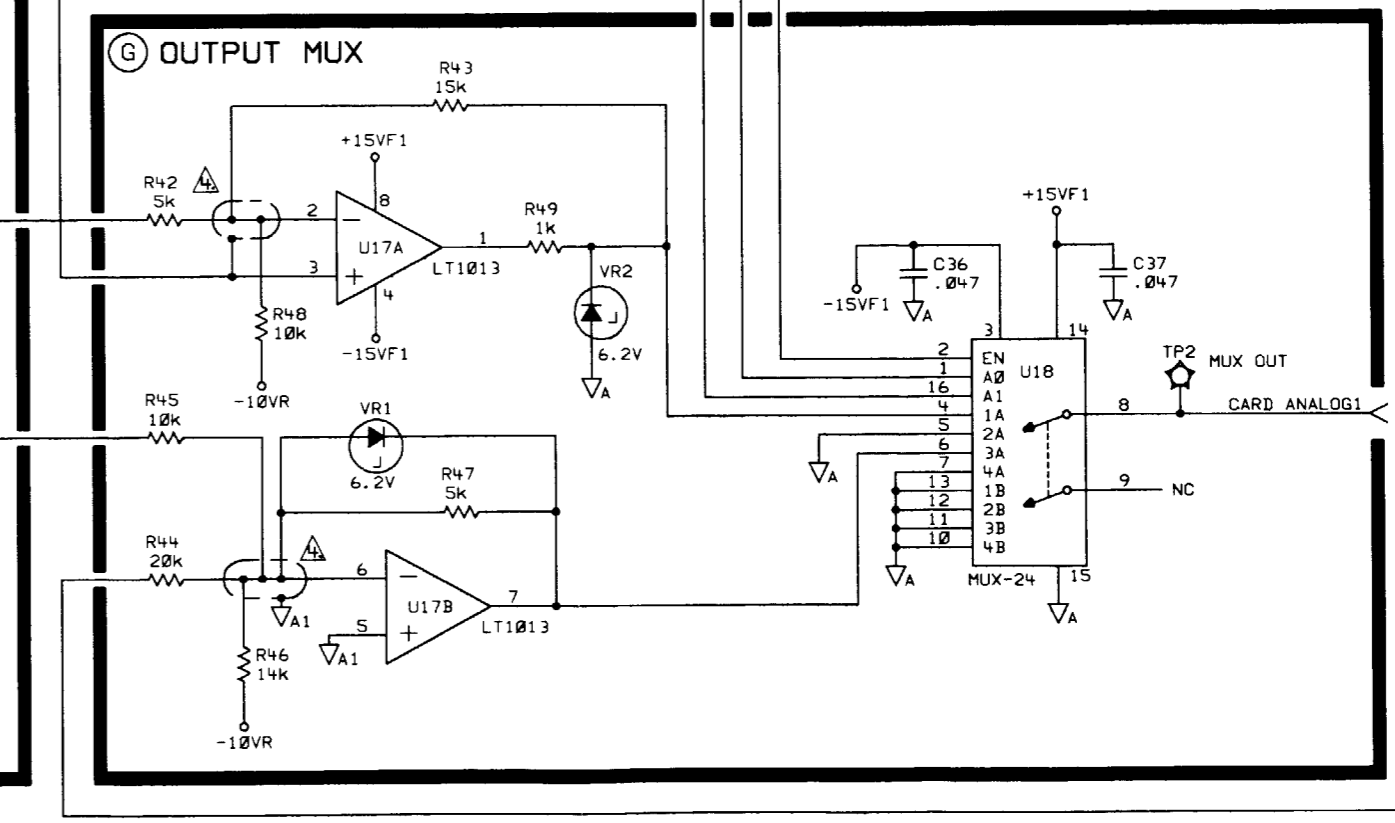 G OUTPUT MUX
R43
15k
+15VF1
R42
5k
4.
2
8
U17A
1
LT1013
3
4
-15VF1
R48
10k
-10VR
R49
1k
VR2
6.2V
A
+15VF1
C36
.047
A
-15VF1
C37
.047
A
3
14
2 EN
1 A0
16 A1
4 1A
5 2A
6 3A
7 4A
13 1B
12 2B
11 3B
10 4B
U18
MUX-24
15
A
A
A
8
TP2 MUX OUT
CARD ANALOG1
9
NC
R45
10k
VR1
6.2V
R47
5k
R44
20k
4.
6
A1
U17B
7
LT1013
5
A1
R46
14k
-10VR